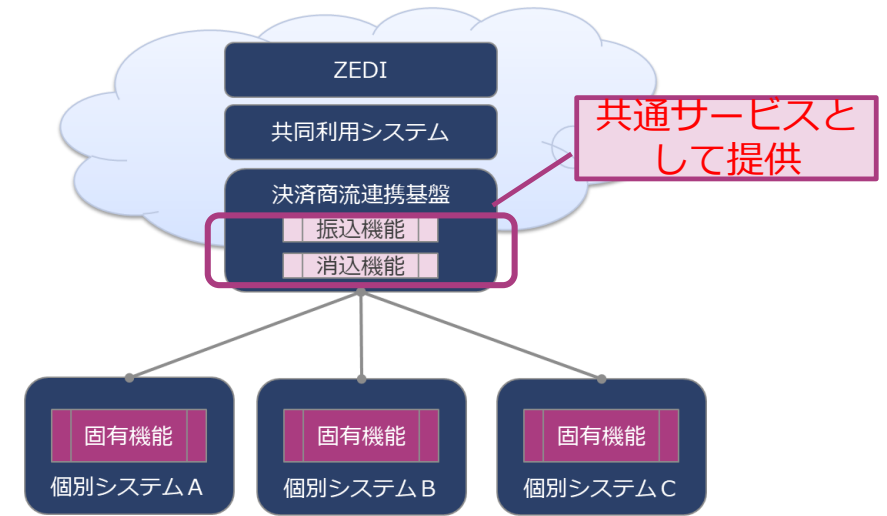 ZEDI
共同利用システム
共通サービスと
して提供
決済商流連携基盤
振込機能
消込機能
固有機能
個別システムA
固有機能
個別システムB
固有機能
個別システムC